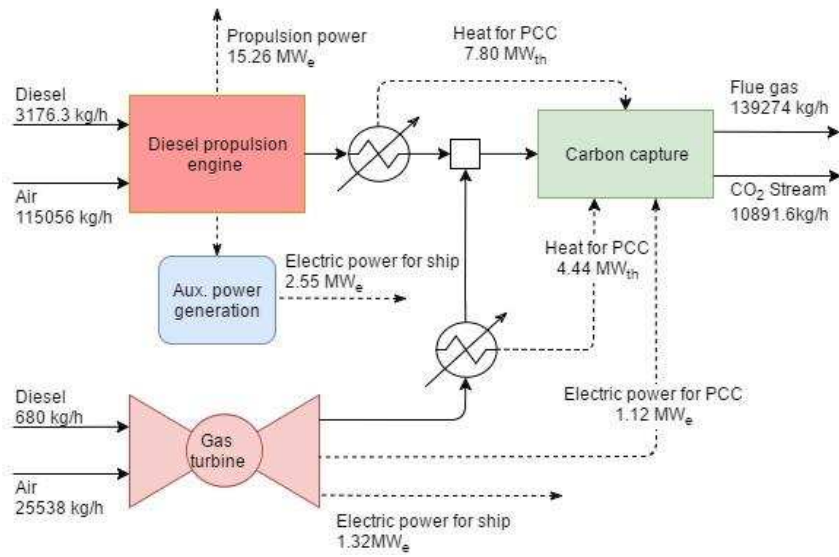 Propulsion power
15.26 MWe
Heat for PCC
7.80 MWth
Diesel
3176.3 kg/h
Diesel propulsion
engine
Air
115056 kg/h
Carbon capture
Flue gas
139274 kg/h
CO2 Stream
10891.6kg/h
Aux. power
generation
Electric power for ship
2.55 MWe
Heat for PCC
4.44 MWth
Diesel
680 kg/h
Gas
turbine
Air
25538 kg/h
Electric power for PCC
1.12 MWe
Electric power for ship
1.32MWe